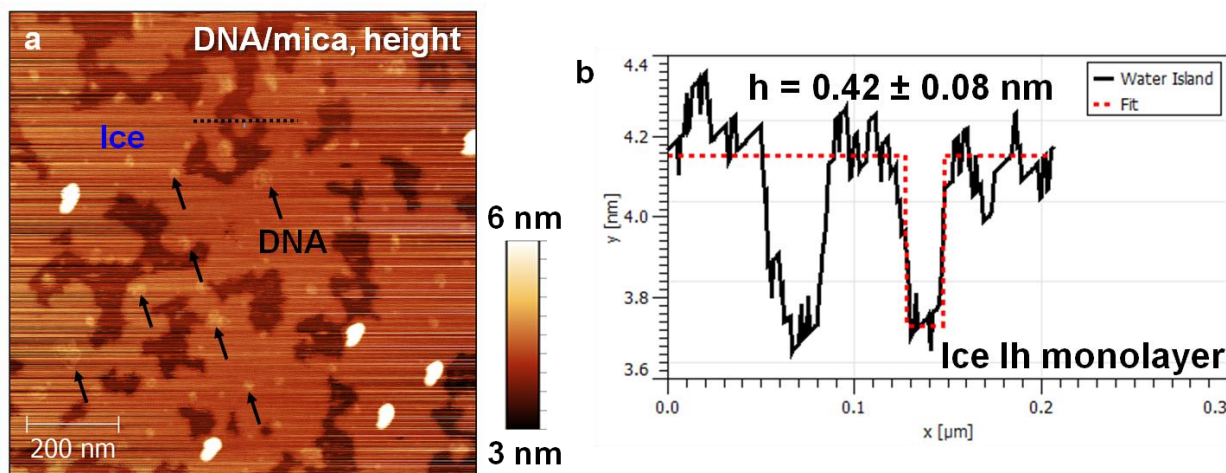 a
DNA/mica, height
Ice
DNA
200 nm
6 nm
3 nm
b
h = 0.42 ± 0.08 nm
Water Island
Fit
Ice Ih monolayer
4.4
4.2
4.0
3.8
3.6
y [nm]
0.0
0.1
0.2
0.3
x [µm]